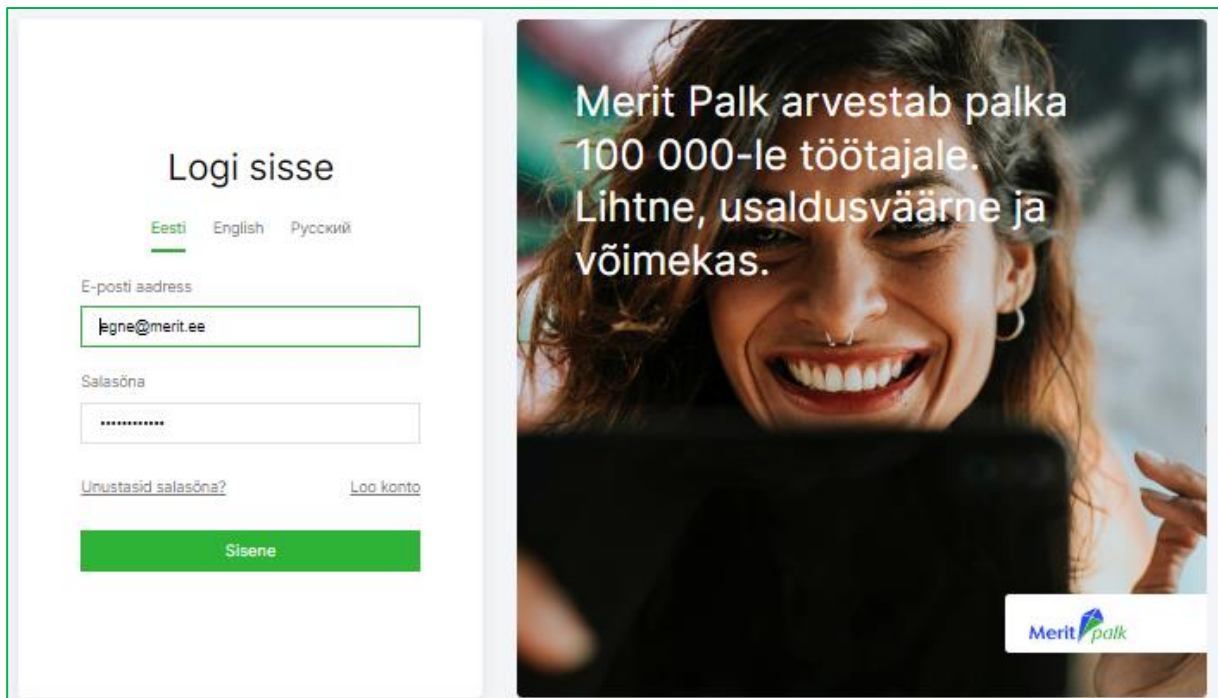 Logi sisse
Eesti English Русский
E-posti aadress
egne@merit.ee
Salasõna
••••••••••••
Unustasid salasõna? Loo konto
Sisene
Merit Palk arvestab palka
100 000-le töötajale.
Lihtne, usaldusväärne ja
võimekas.
Merit palk